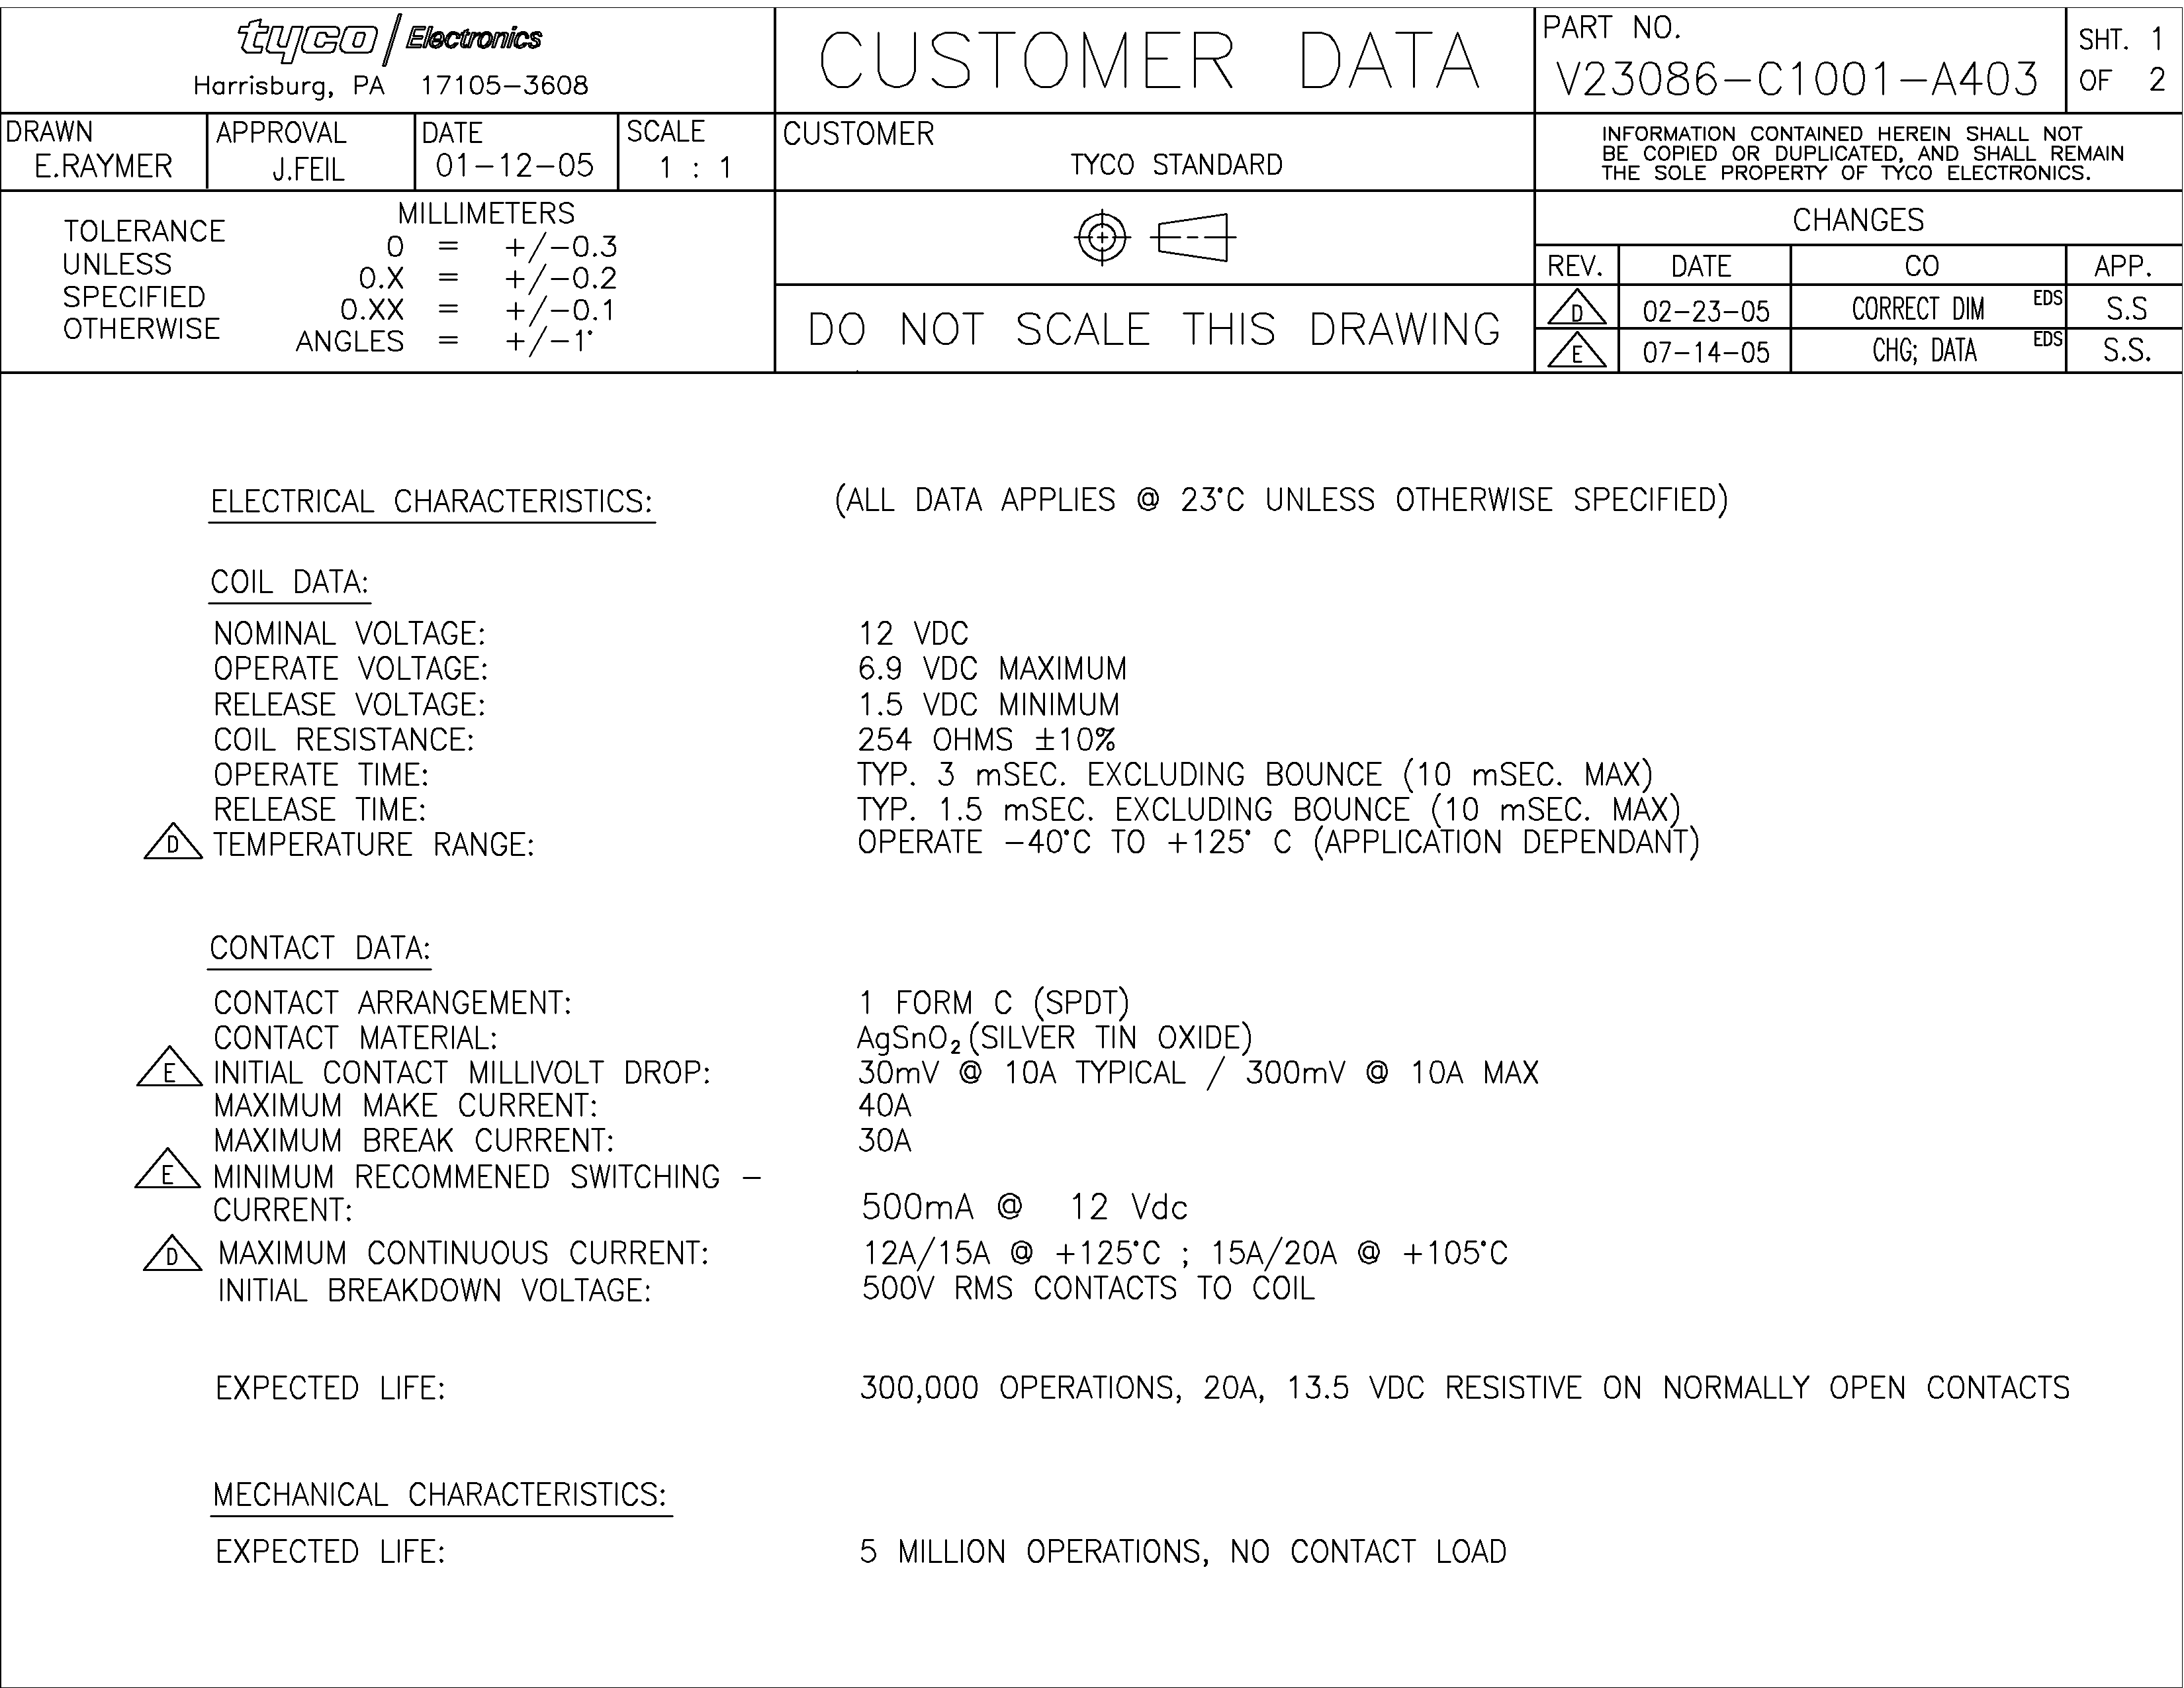 tyco / Electronics
Harrisburg, PA 17105-3608
CUSTOMER DATA
PART NO.
V23086-C1001-A403
SHT. 1
OF 2
DRAWN
E.RAYMER
APPROVAL
J.FEIL
DATE
01-12-05
SCALE
1 : 1
CUSTOMER
TYCO STANDARD
INFORMATION CONTAINED HEREIN SHALL NOT
BE COPIED OR DUPLICATED, AND SHALL REMAIN
THE SOLE PROPERTY OF TYCO ELECTRONICS.
TOLERANCE
UNLESS
SPECIFIED
OTHERWISE
MILLIMETERS
0 = +/-0.3
0.X = +/-0.2
0.XX = +/-0.1
ANGLES = +/-1°
DO NOT SCALE THIS DRAWING
CHANGES
REV. DATE CO APP.
D 02-23-05 CORRECT DIM EDS S.S
E 07-14-05 CHG; DATA EDS S.S.
ELECTRICAL CHARACTERISTICS: (ALL DATA APPLIES @ 23°C UNLESS OTHERWISE SPECIFIED)
COIL DATA:
NOMINAL VOLTAGE: 12 VDC
OPERATE VOLTAGE: 6.9 VDC MAXIMUM
RELEASE VOLTAGE: 1.5 VDC MINIMUM
COIL RESISTANCE: 254 OHMS ±10%
OPERATE TIME: TYP. 3 mSEC. EXCLUDING BOUNCE (10 mSEC. MAX)
RELEASE TIME: TYP. 1.5 mSEC. EXCLUDING BOUNCE (10 mSEC. MAX)
D TEMPERATURE RANGE: OPERATE -40°C TO +125° C (APPLICATION DEPENDANT)
CONTACT DATA:
CONTACT ARRANGEMENT: 1 FORM C (SPDT)
CONTACT MATERIAL: AgSnO₂ (SILVER TIN OXIDE)
E INITIAL CONTACT MILLIVOLT DROP: 30mV @ 10A TYPICAL / 300mV @ 10A MAX
MAXIMUM MAKE CURRENT: 40A
MAXIMUM BREAK CURRENT: 30A
E MINIMUM RECOMMENED SWITCHING -
CURRENT: 500mA @ 12 Vdc
D MAXIMUM CONTINUOUS CURRENT: 12A/15A @ +125°C ; 15A/20A @ +105°C
INITIAL BREAKDOWN VOLTAGE: 500V RMS CONTACTS TO COIL
EXPECTED LIFE: 300,000 OPERATIONS, 20A, 13.5 VDC RESISTIVE ON NORMALLY OPEN CONTACTS
MECHANICAL CHARACTERISTICS:
EXPECTED LIFE: 5 MILLION OPERATIONS, NO CONTACT LOAD